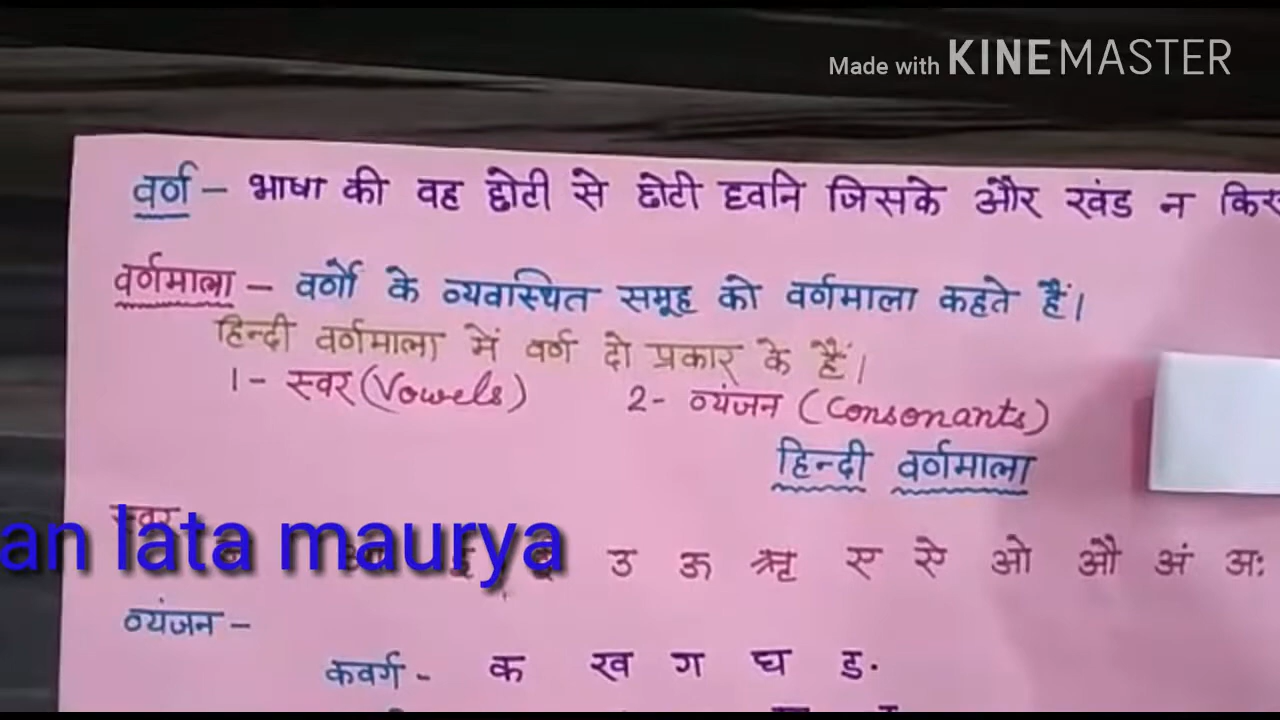 Made with KINEMASTER
वर्ण – भाषा की वह छोटी से छोटी ध्वनि जिसके और खंड न
वर्णमाला – वर्णों के व्यवस्थित समूह को वर्णमाला कहते हैं।
हिन्दी वर्णमाला में वर्ण दो प्रकार के हैं।
1- स्वर (Vowels) 2- व्यंजन (Consonants)
हिन्दी वर्णमाला
स्वर
an lata maurya
उ ऊ ऋ ए ऐ ओ औ अं अः
व्यंजन –
कवर्ग - क ख ग घ ङ